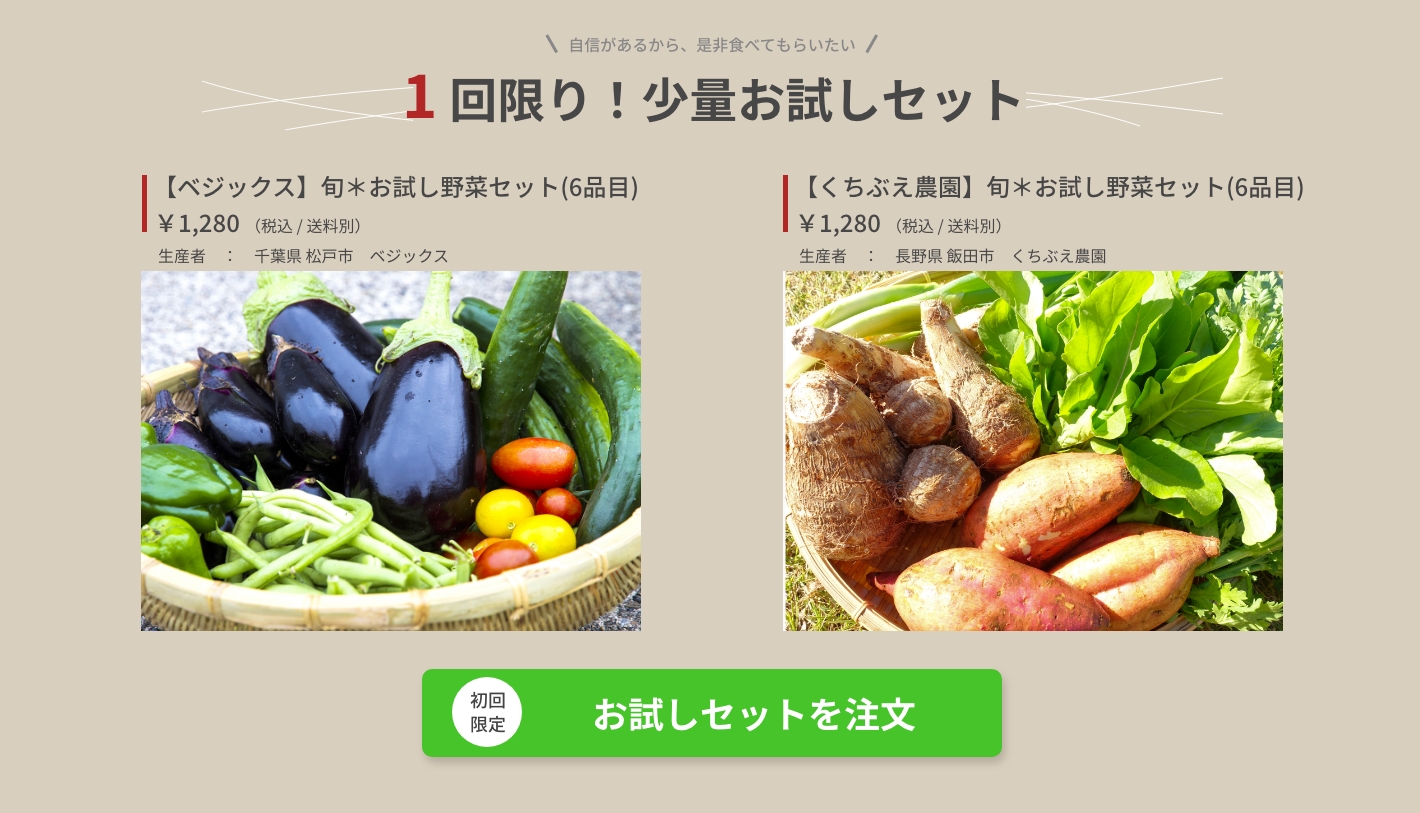 自信があるから、是非食べてもらいたい
1 回限り！少量お試しセット
【ベジックス】旬＊お試し野菜セット(6品目)
￥1,280 （税込 / 送料別）
生産者　：　千葉県 松戸市　ベジックス
【くちぶえ農園】旬＊お試し野菜セット(6品目)
￥1,280 （税込 / 送料別）
生産者　：　長野県 飯田市　くちぶえ農園
初回
限定
お試しセットを注文